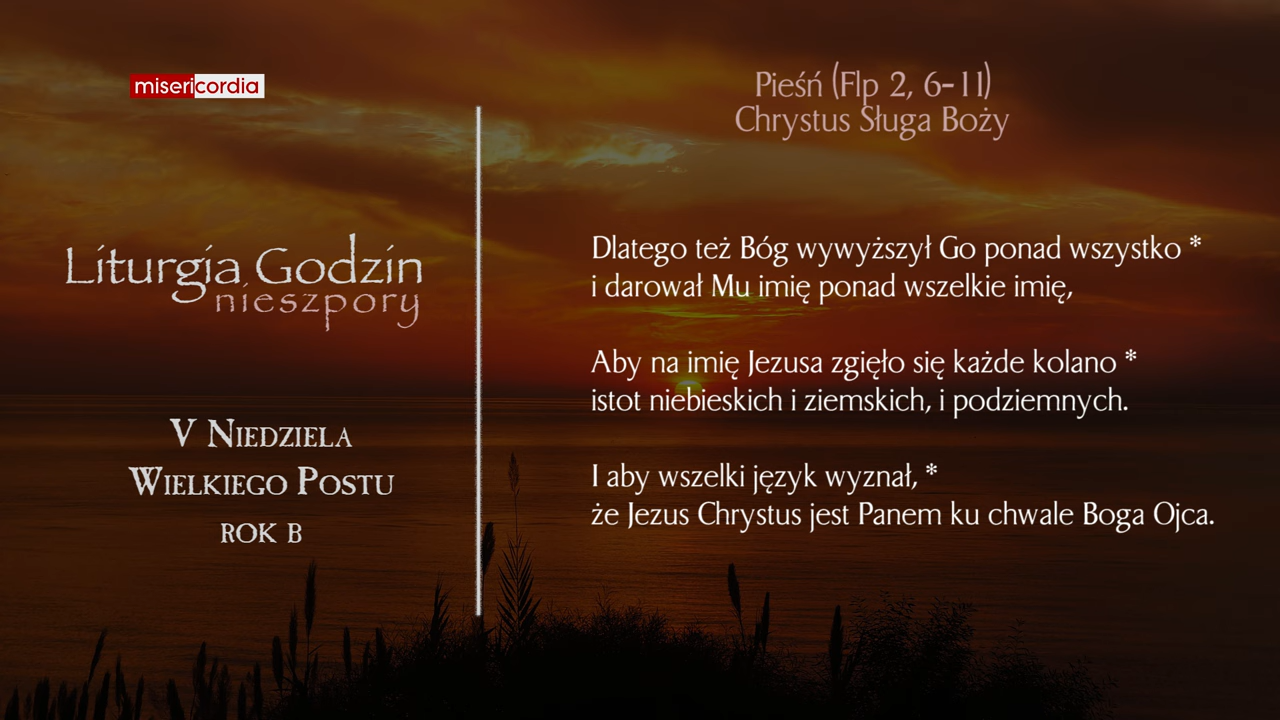 misericordia
Liturgia Godzin
nieszpory
V Niedziela
Wielkiego Postu
rok B
Pieśń (Flp 2, 6-11)
Chrystus Sługa Boży
Dlatego też Bóg wywyższył Go ponad wszystko *
i darował Mu imię ponad wszelkie imię,
Aby na imię Jezusa zgięło się każde kolano *
istot niebieskich i ziemskich, i podziemnych.
I aby wszelki język wyznał, *
że Jezus Chrystus jest Panem ku chwale Boga Ojca.